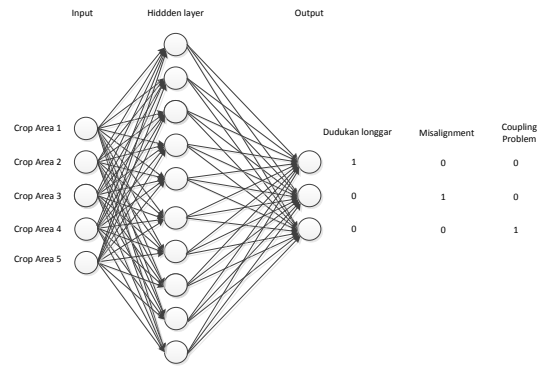 Input Hiddden layer Output
Crop Area 1
Crop Area 2
Crop Area 3
Crop Area 4
Crop Area 5
Dudukan longgar Misalignment Coupling
Problem
1 0 0
0 1 0
0 0 1